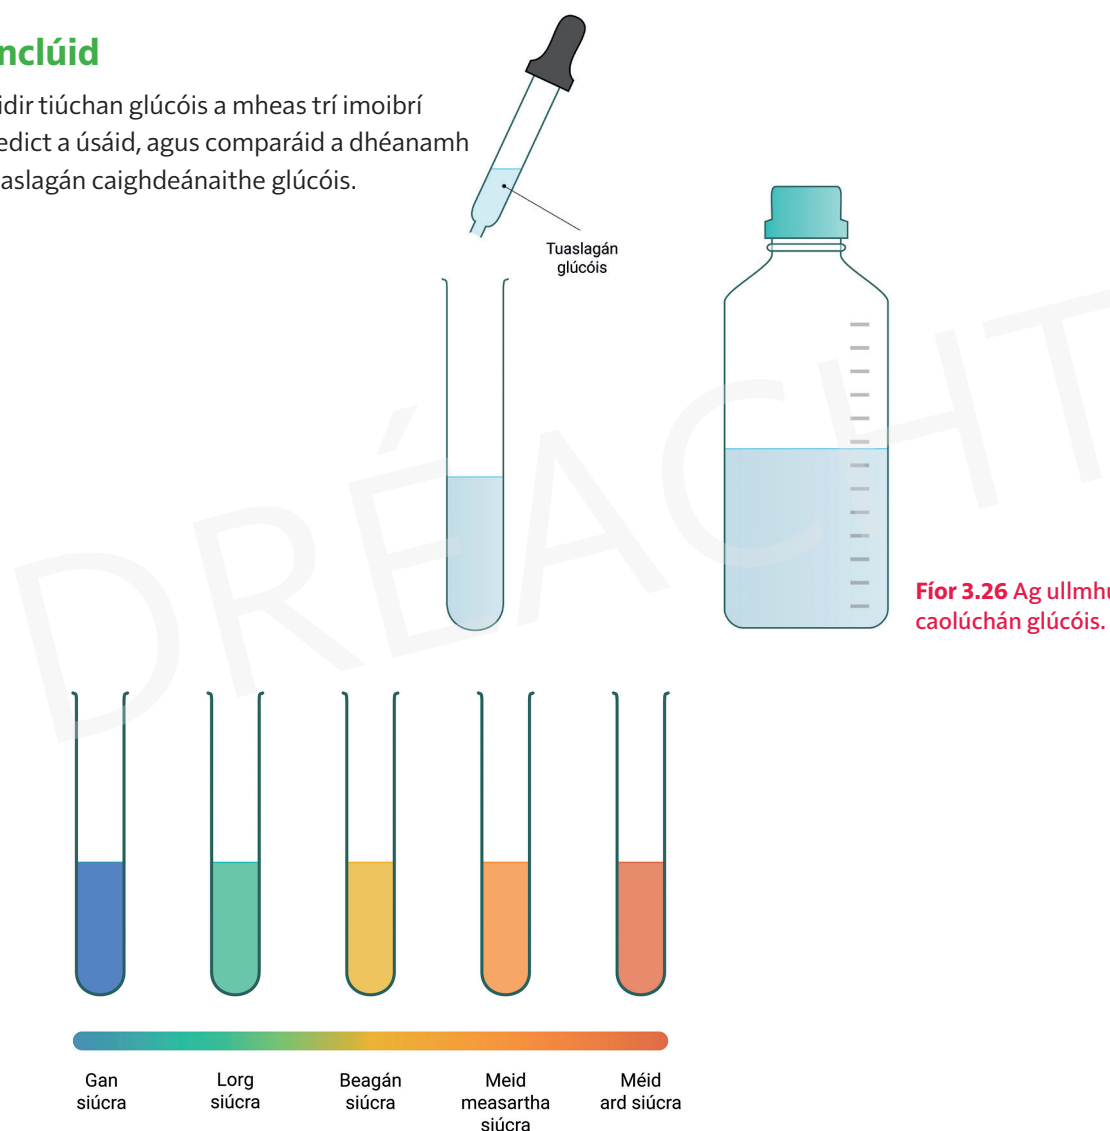 nclúid
idir tiúchan glúcóis a mheas trí imoibrí
edict a úsáid, agus comparáid a dhéanamh
aslagán caighdeánaithe glúcóis.
Tuaslagán
glúcóis
DRÉACHT
Fíor 3.26 Ag ullmhu
caolúchán glúcóis.
Gan
siúcra
Lorg
siúcra
Beagán
siúcra
Meid
measartha
siúcra
Méid
ard siúcra